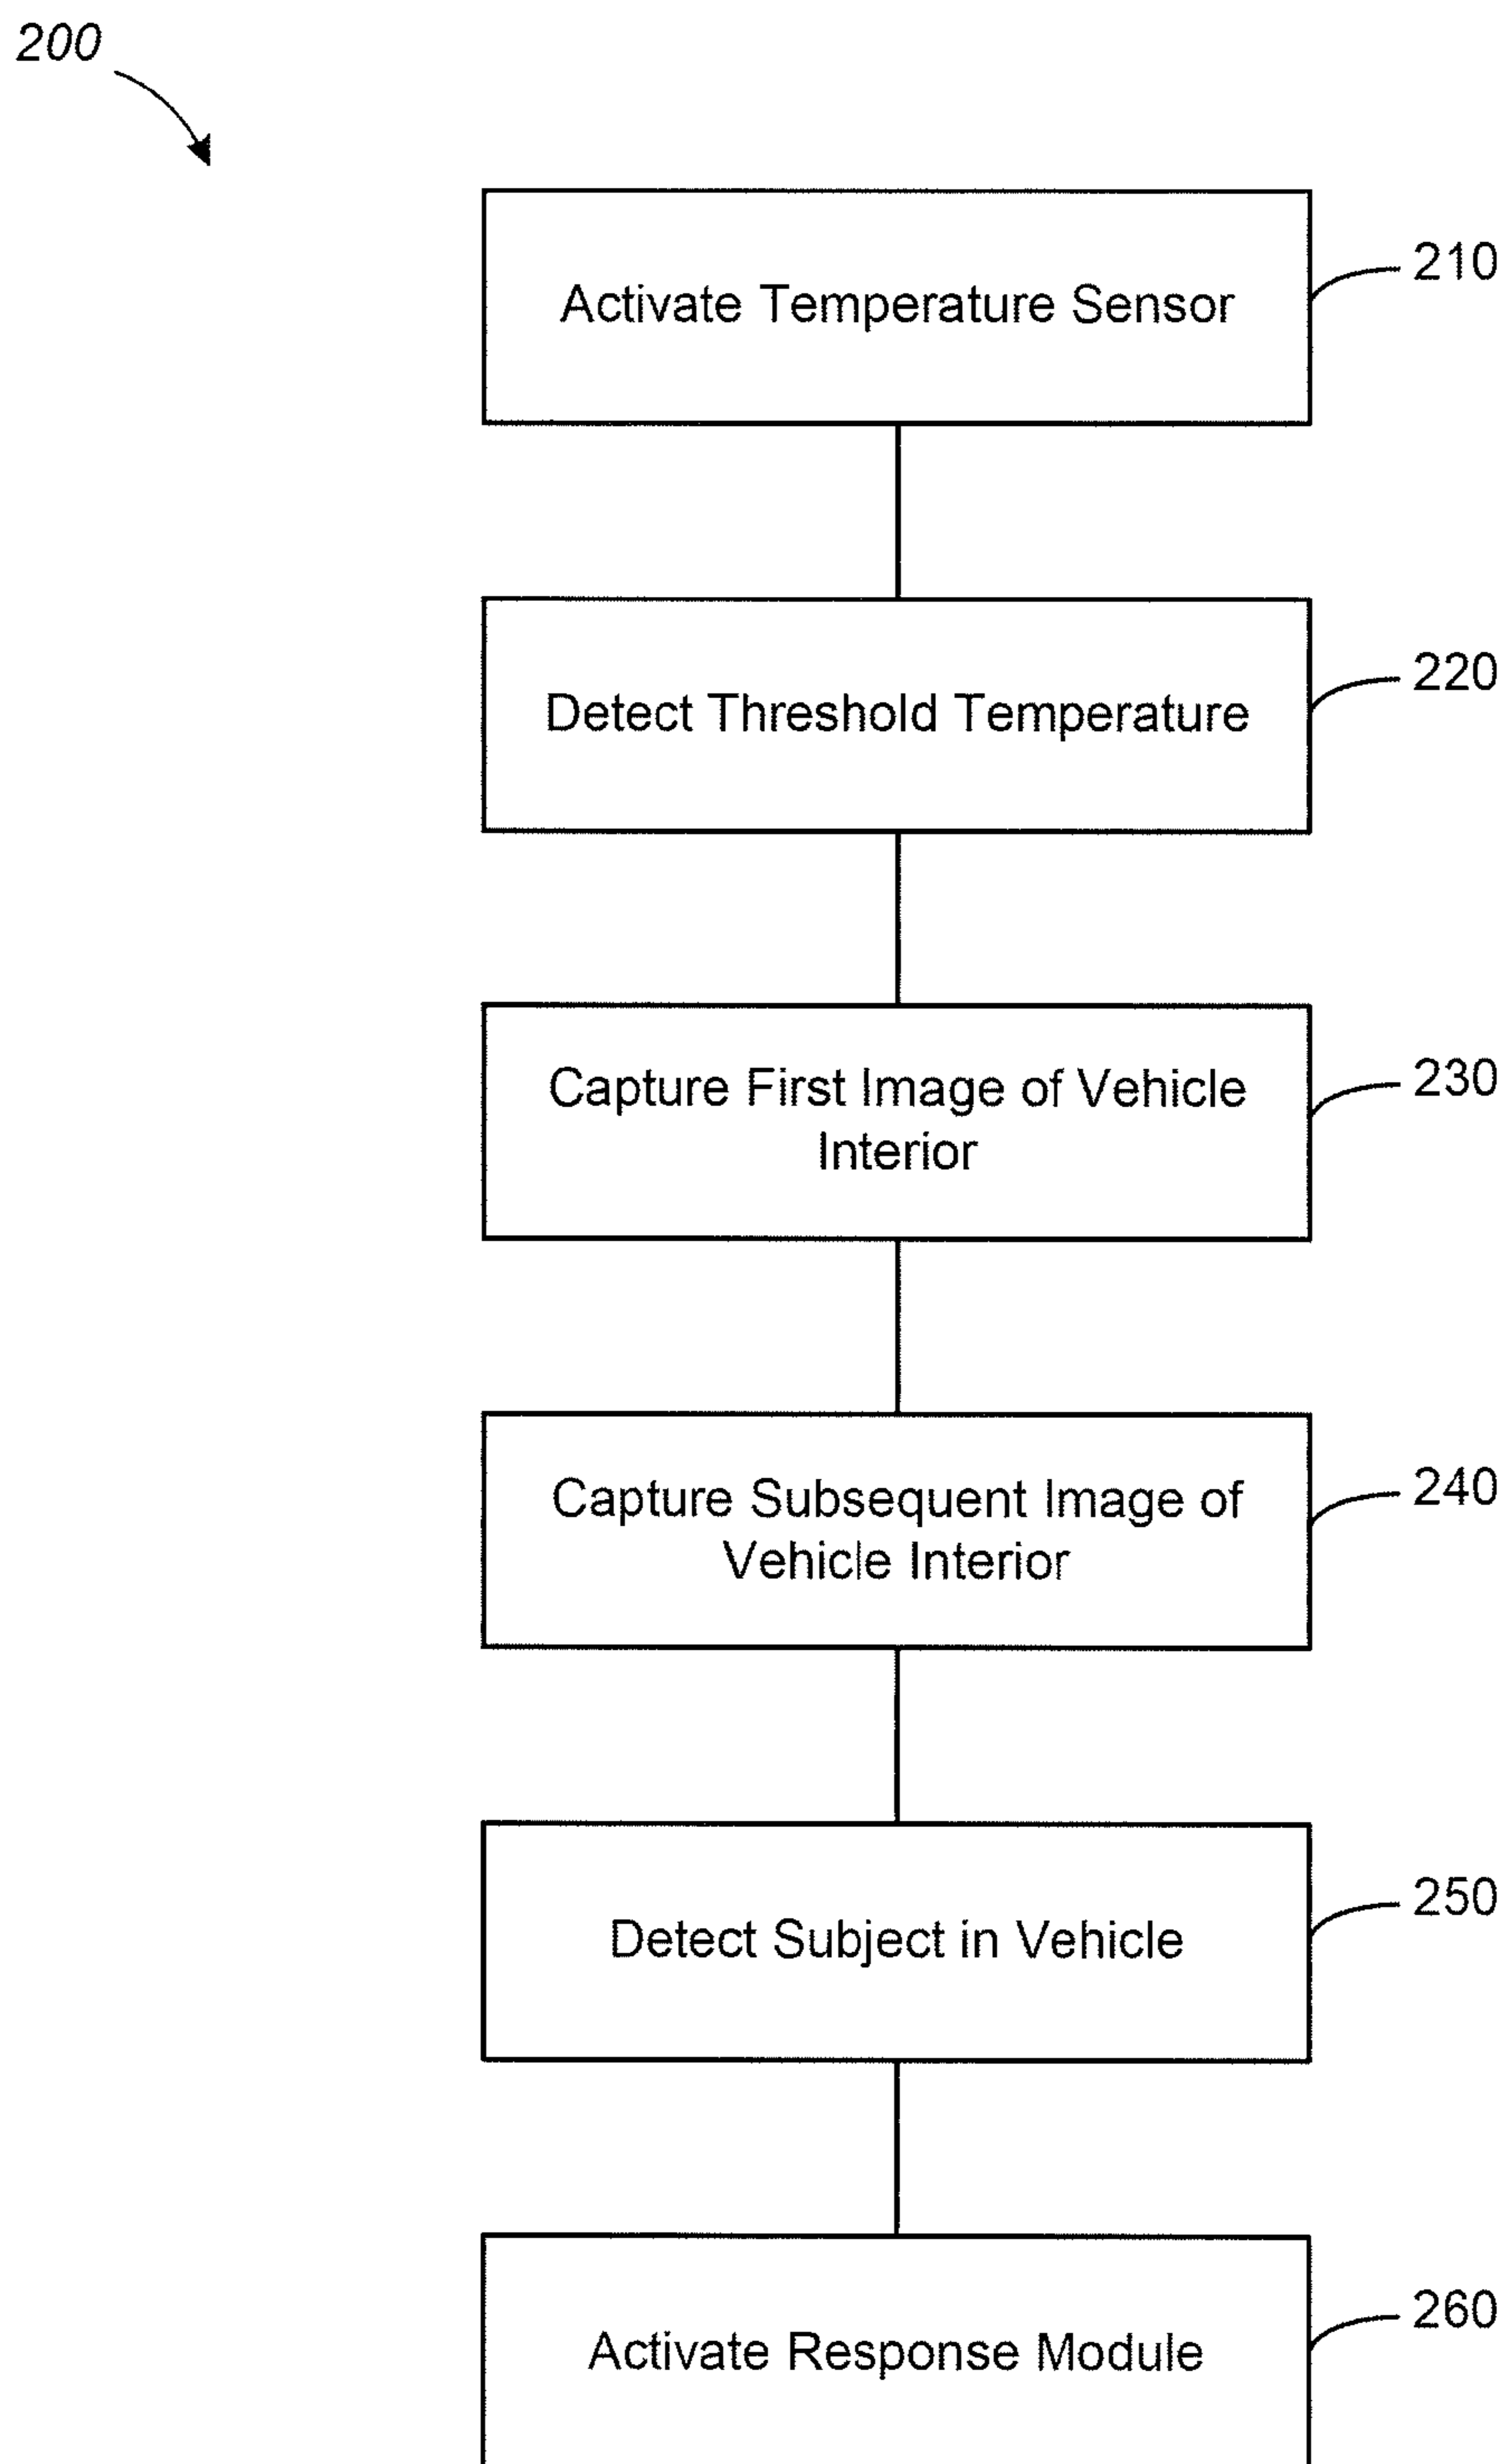 200
Activate Temperature Sensor
210
Detect Threshold Temperature
220
Capture First Image of Vehicle
Interior
230
Capture Subsequent Image of
Vehicle Interior
240
Detect Subject in Vehicle
250
Activate Response Module
260